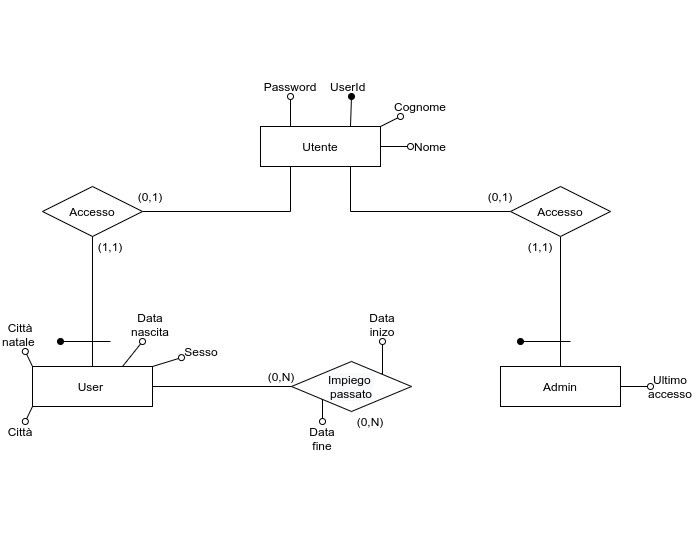 Password
UserId
Cognome
Utente
Nome
(0,1)
(0,1)
Accesso
Accesso
(1,1)
(1,1)
Città
natale
Data
nascita
Data
inizo
Sesso
(0,N)
User
Impiego
passato
Admin
Ultimo
accesso
(0,N)
Città
Data
fine